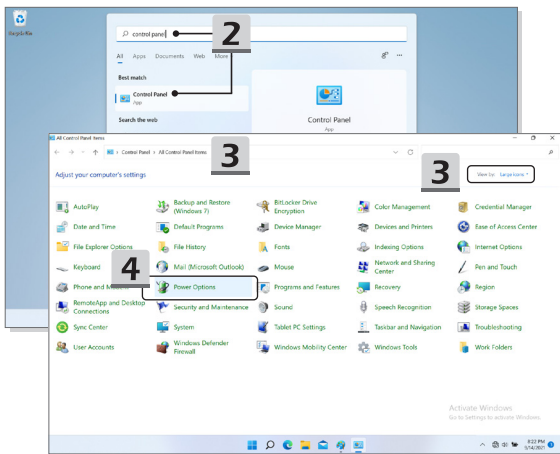 Recycle Bin
control panel
2
All Apps Documents Web More
Best match
Control Panel
App
Search the web
Control Panel
App
All Control Panel Items
3
3
Control Panel > All Control Panel Items
Adjust your computer's settings
View by: Large icons
AutoPlay
Backup and Restore (Windows 7)
BitLocker Drive Encryption
Color Management
Credential Manager
Date and Time
Default Programs
Device Manager
Devices and Printers
Ease of Access Center
File Explorer Options
File History
Fonts
Indexing Options
Internet Options
Keyboard
4
Mail (Microsoft Outlook)
Mouse
Network and Sharing Center
Pen and Touch
Phone and
Power Options
Programs and Features
Recovery
Region
RemoteApp and Desktop Connections
Security and Maintenance
Sound
Speech Recognition
Storage Spaces
Sync Center
System
Tablet PC Settings
Taskbar and Navigation
Troubleshooting
User Accounts
Windows Defender Firewall
Windows Mobility Center
Windows Tools
Work Folders
Activate Windows
Go to Settings to activate Windows.
8:22 PM
5/14/2021